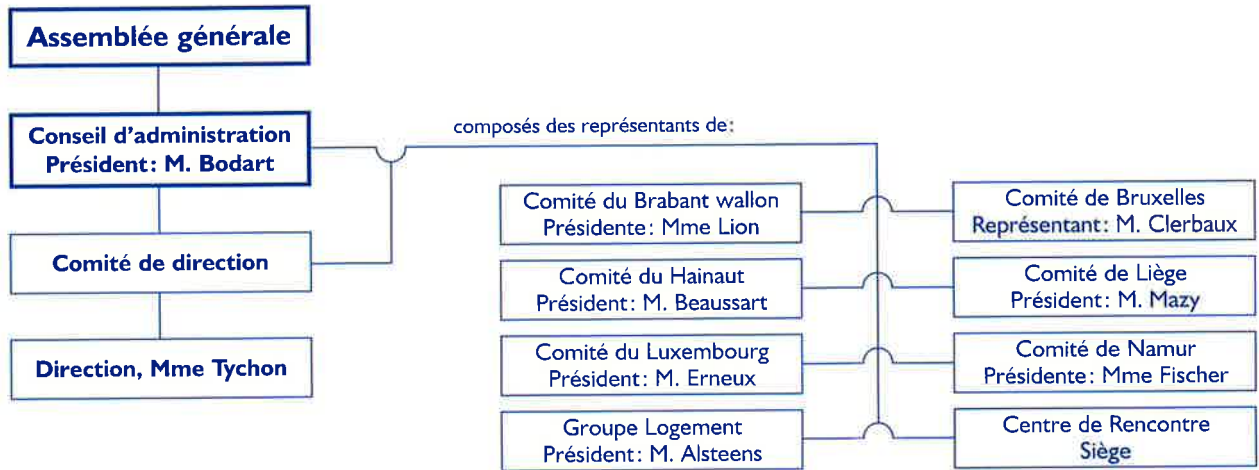 Assemblée générale
Conseil d'administration
Président: M. Bodart
composés des représentants de:
Comité de direction
Direction, Mme Tychon
Comité du Brabant wallon
Présidente: Mme Lion
Comité de Bruxelles
Représentant: M. Clerbaux
Comité du Hainaut
Président: M. Beaussart
Comité de Liège
Président: M. Mazy
Comité du Luxembourg
Président: M. Erneux
Comité de Namur
Présidente: Mme Fischer
Groupe Logement
Président: M. Alsteens
Centre de Rencontre
Siège